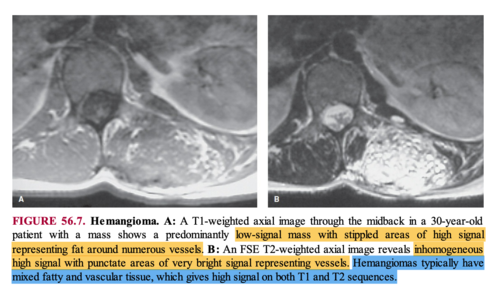 A
B
FIGURE 56.7. Hemangioma. A: A T1-weighted axial image through the midback in a 30-year-old
patient with a mass shows a predominantly low-signal mass with stippled areas of high signal
representing fat around numerous vessels. B: An FSE T2-weighted axial image reveals inhomogeneous
high signal with punctate areas of very bright signal representing vessels. Hemangiomas typically have
mixed fatty and vascular tissue, which gives high signal on both T1 and T2 sequences.